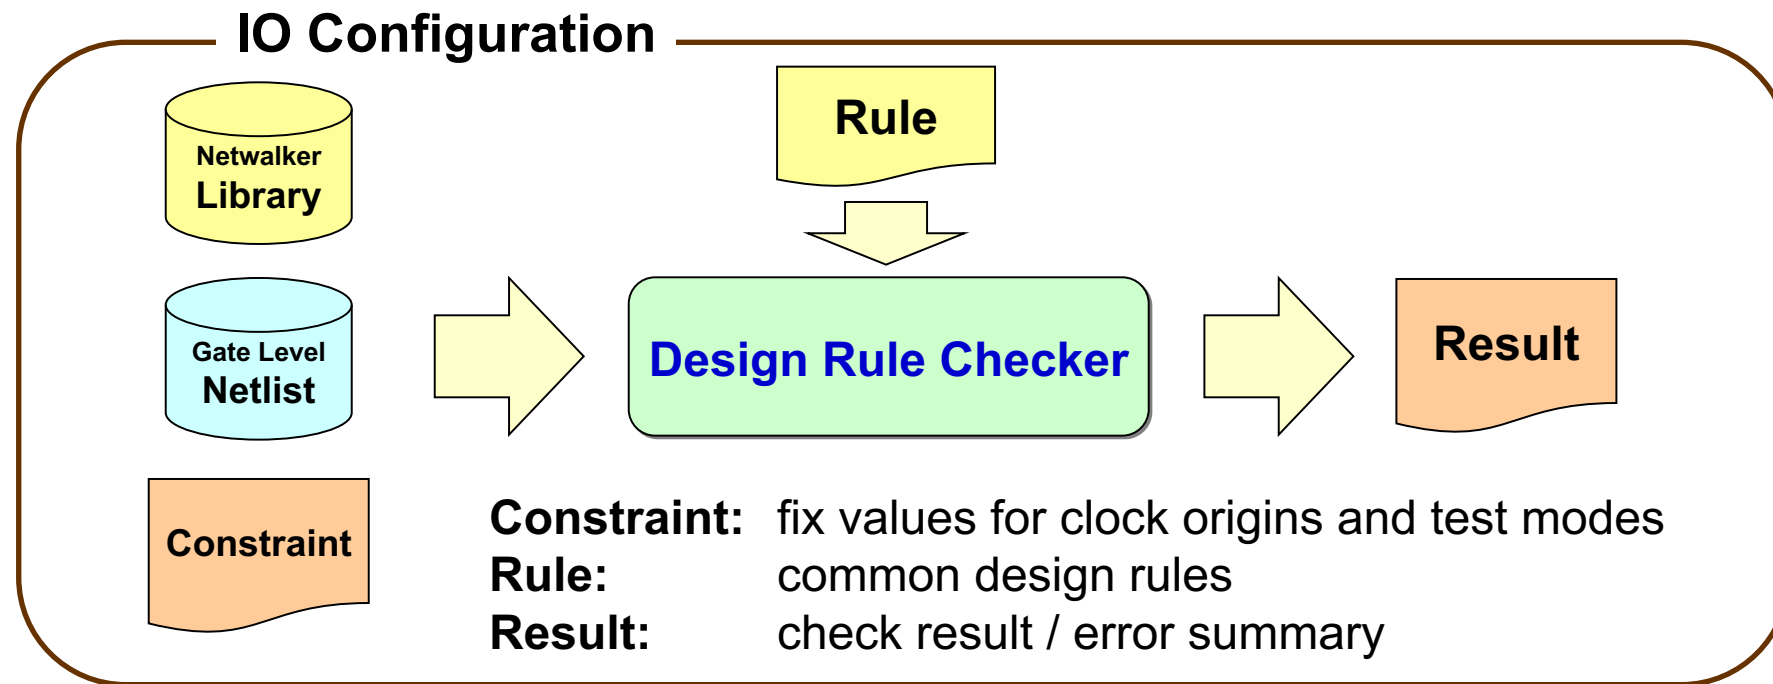 IO Configuration
Netwalker
Library
Rule
Gate Level
Netlist
Design Rule Checker
Result
Constraint
Constraint: fix values for clock origins and test modes
Rule: common design rules
Result: check result / error summary